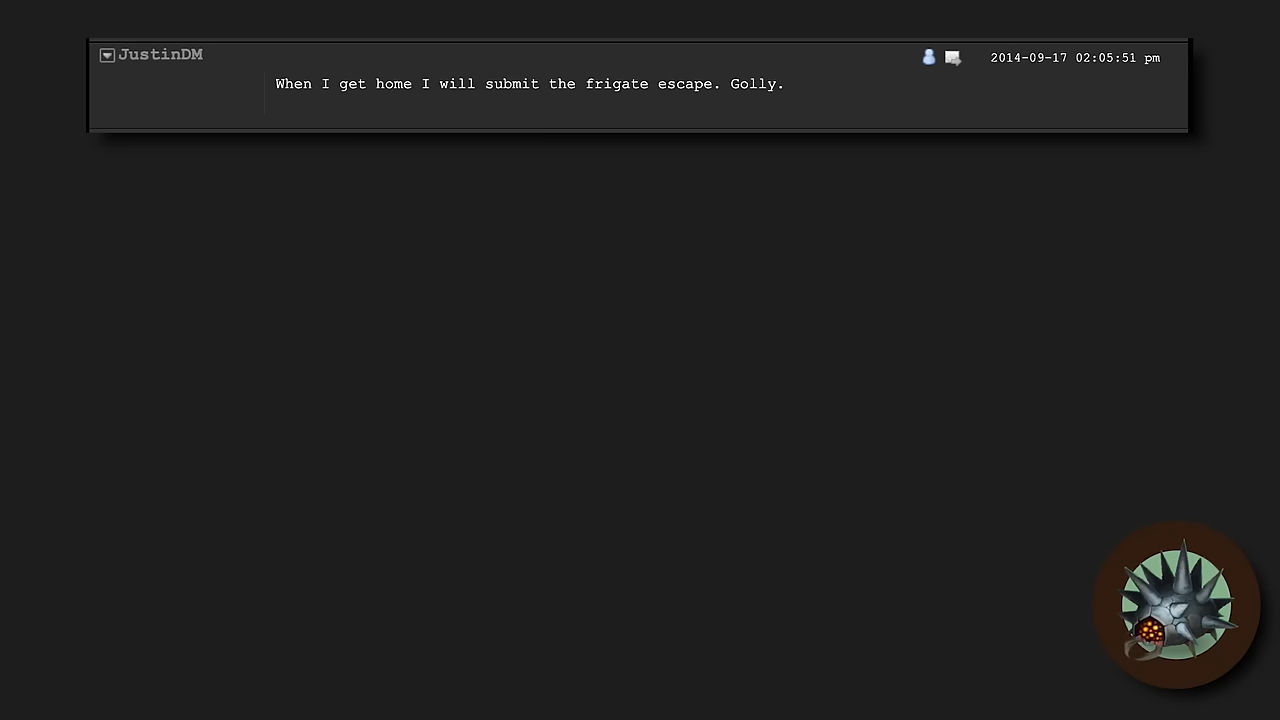 JustinDM
2014-09-17 02:05:51 pm
When I get home I will submit the frigate escape. Golly.